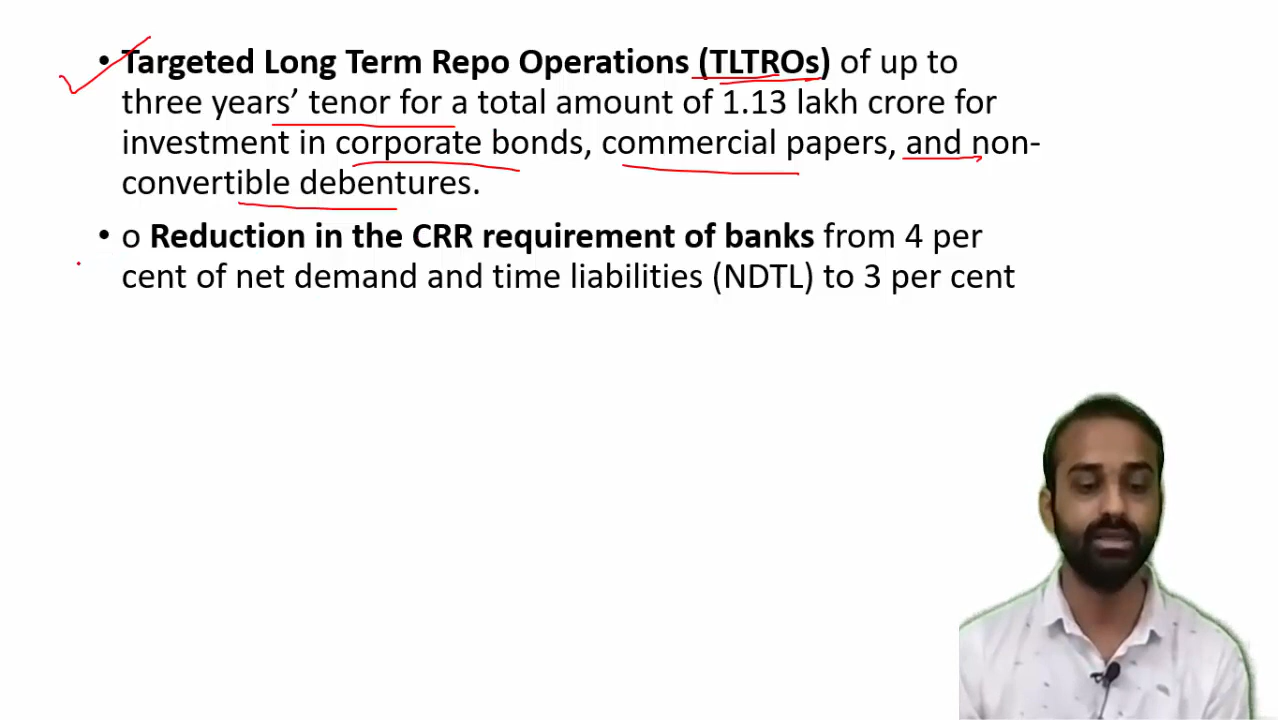 • Targeted Long Term Repo Operations (TLTROs) of up to
three years’ tenor for a total amount of 1.13 lakh crore for
investment in corporate bonds, commercial papers, and non-
convertible debentures.
• o Reduction in the CRR requirement of banks from 4 per
cent of net demand and time liabilities (NDTL) to 3 per cent